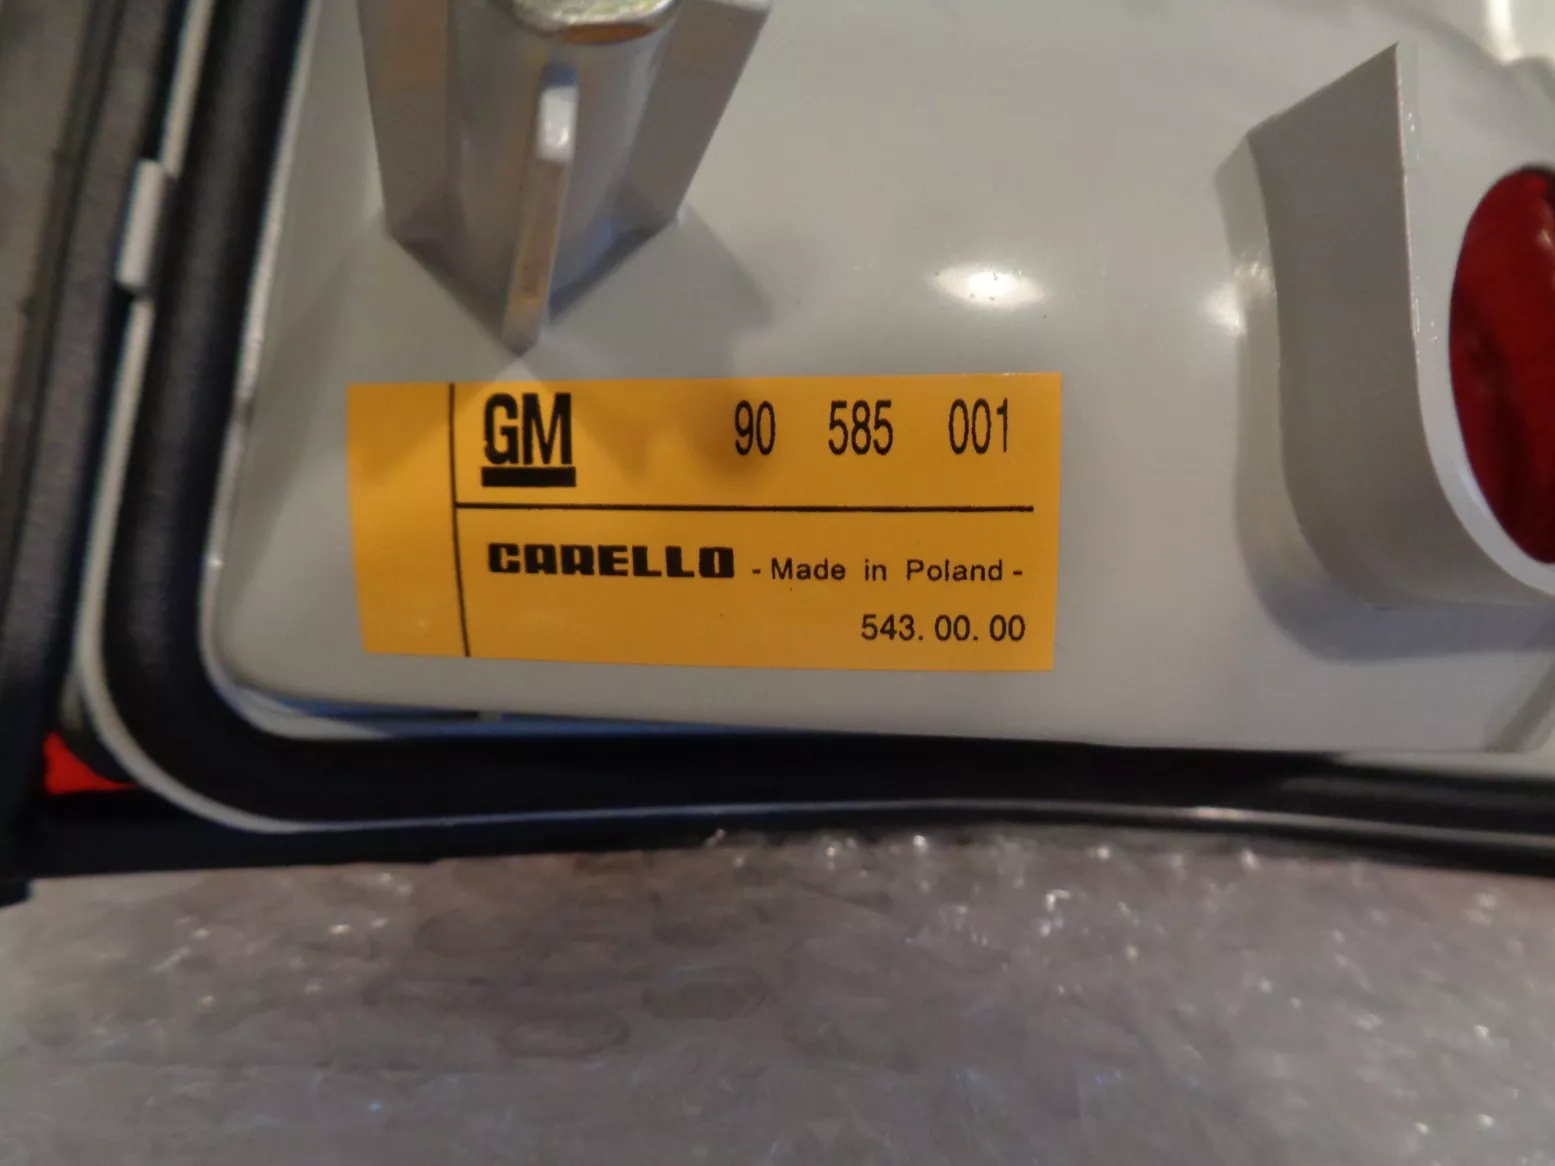 GM 90 585 001
CARELLO - Made in Poland -
543.00.00